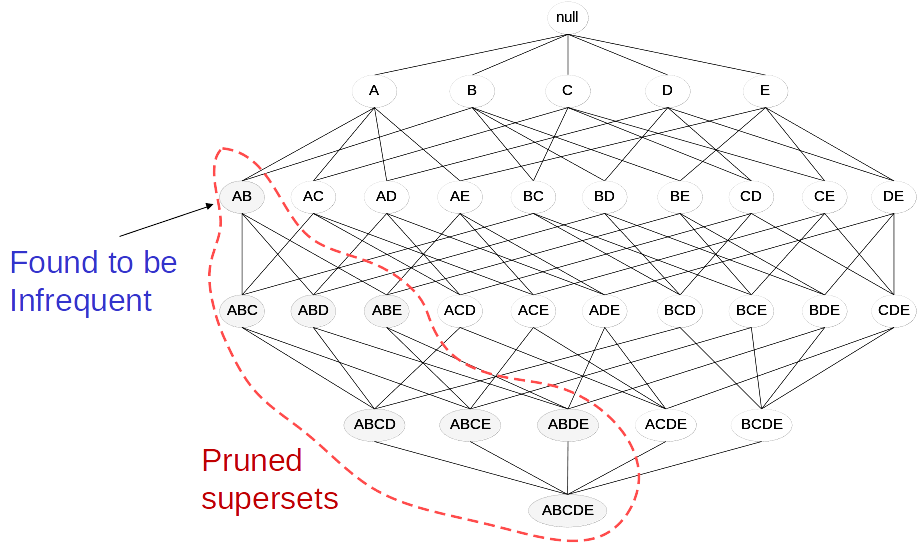 null
A B C D E
AB AC AD AE BC BD BE CD CE DE
Found to be
Infrequent
ABC ABD ABE ACD ACE ADE BCD BCE BDE CDE
ABCD ABCE ABDE ACDE BCDE
Pruned
supersets
ABCDE